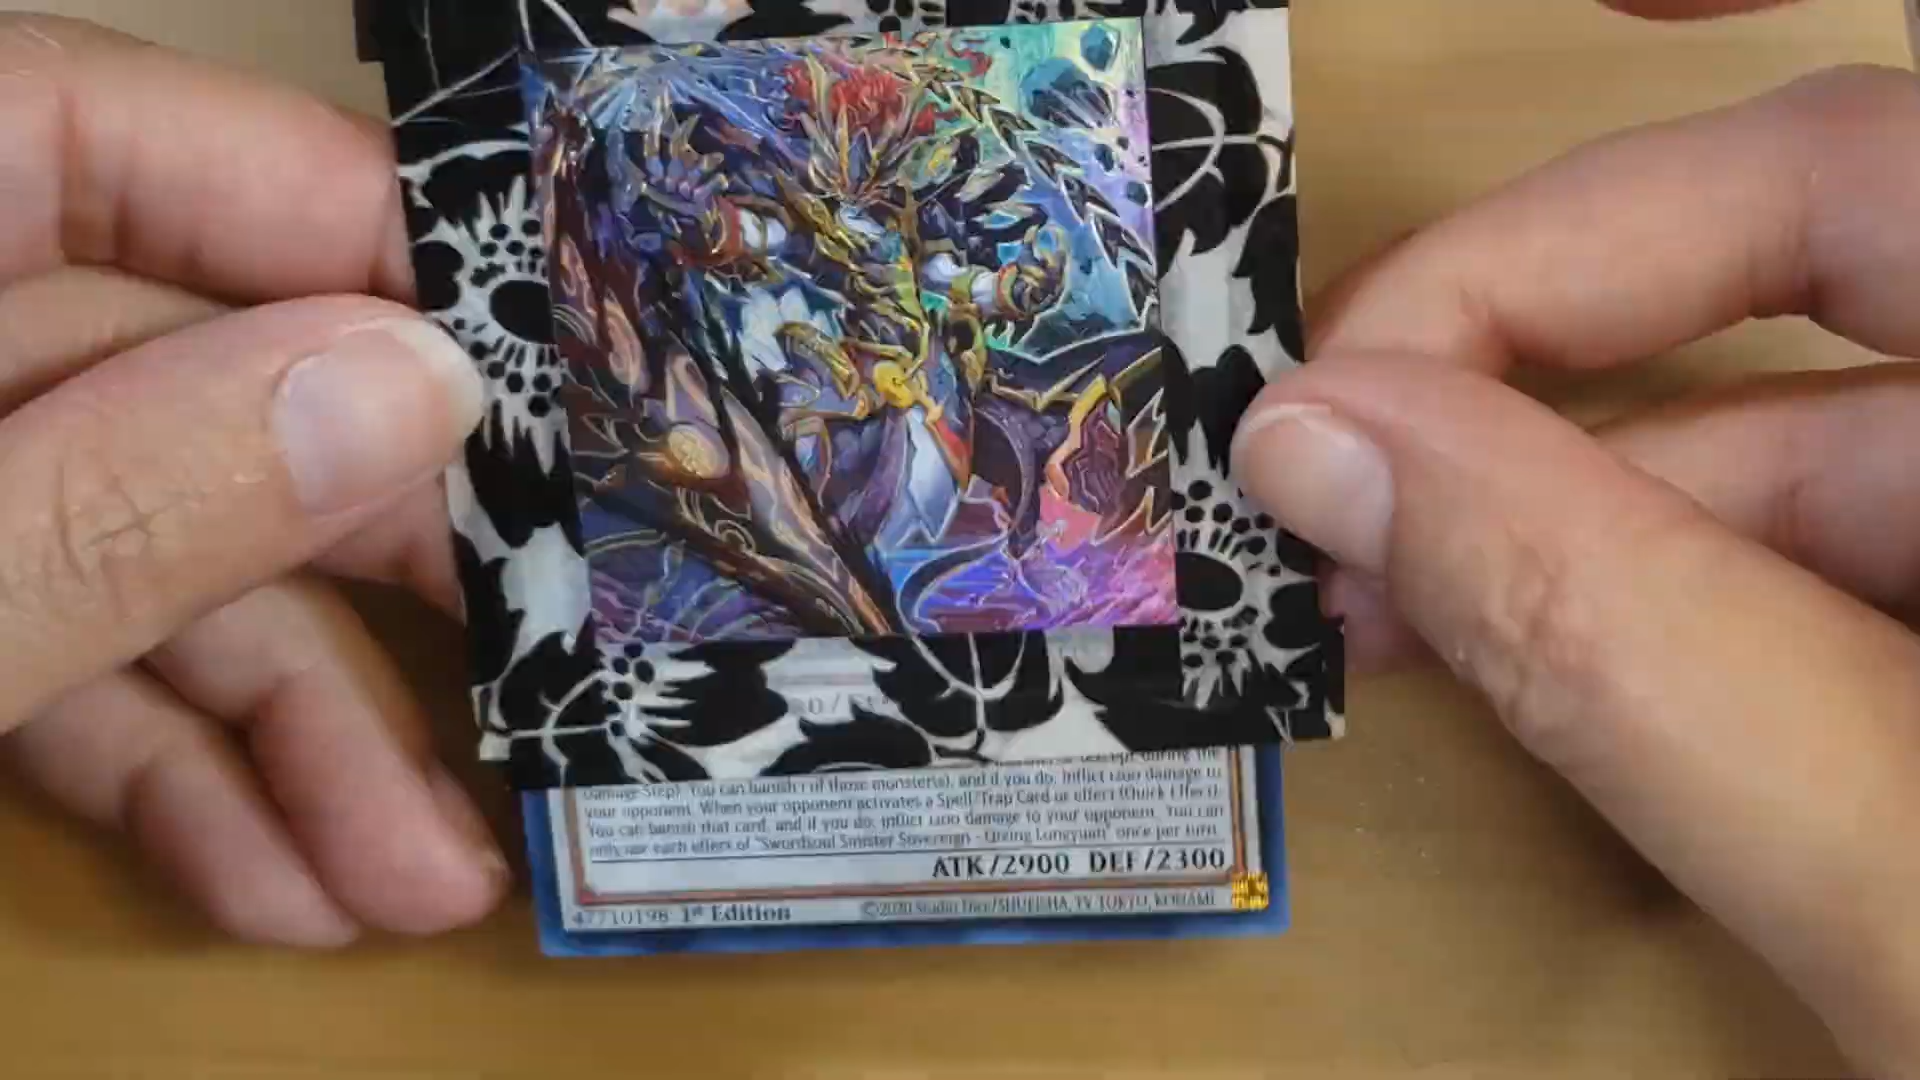 during the
Damage Step): You can banish 1 of those monster(s), and if you do, inflict 1200 damage to
your opponent. When your opponent activates a Spell/Trap Card or effect (Quick Effect):
You can banish that card, and if you do, inflict 1200 damage to your opponent. You can
only use each effect of "Swordsoul Sinister Sovereign - Qixing Longyuan" once per turn.
ATK/2900 DEF/2300
47710198 1st Edition ©2020 Studio Dice/SHUEISHA, TV TOKYO, KONAMI